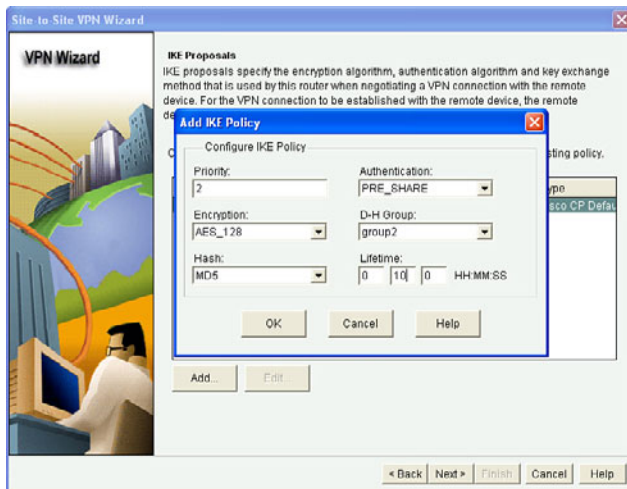 Site-to-Site VPN Wizard
VPN Wizard
IKE Proposals
IKE proposals specify the encryption algorithm, authentication algorithm and key exchange
method that is used by this router when negotiating a VPN connection with the remote
device. For the VPN connection to be established with the remote device, the remote
Add IKE Policy
sting policy.
Configure IKE Policy
Priority:
Authentication:
2
PRE_SHARE
ype
sco CP Defau
Encryption:
D-H Group:
AES_128
group2
Hash:
Lifetime:
MD5
0 10 0 HH:MM:SS
OK Cancel Help
Add... Edit...
< Back Next > Finish Cancel Help